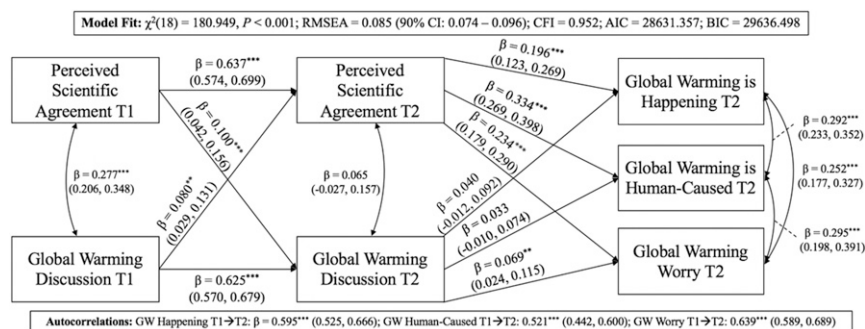 Model Fit: χ²(18) = 180.949, P < 0.001; RMSEA = 0.085 (90% CI: 0.074 – 0.096); CFI = 0.952; AIC = 28631.357; BIC = 29636.498
Perceived
Scientific
Agreement T1
β = 0.637***
(0.574, 0.699)
Perceived
Scientific
Agreement T2
β = 0.196***
(0.123, 0.269)
Global Warming is
Happening T2
β = 0.334***
(0.269, 0.398)
β = 0.234***
(0.179, 0.290)
β = 0.100***
(0.042, 0.156)
β = 0.080**
(0.029, 0.131)
β = 0.277***
(0.206, 0.348)
β = 0.065
(-0.027, 0.157)
β = 0.040
(-0.012, 0.092)
β = 0.033
(-0.010, 0.074)
β = 0.069**
(0.024, 0.115)
Global Warming is
Human-Caused T2
β = 0.292***
(0.233, 0.352)
β = 0.252***
(0.177, 0.327)
β = 0.295***
(0.198, 0.391)
Global Warming
Discussion T1
β = 0.625***
(0.570, 0.679)
Global Warming
Discussion T2
Global Warming
Worry T2
Autocorrelations: GW Happening T1→T2: β = 0.595*** (0.525, 0.666); GW Human-Caused T1→T2: 0.521*** (0.442, 0.600); GW Worry T1→T2: 0.639*** (0.589, 0.689)